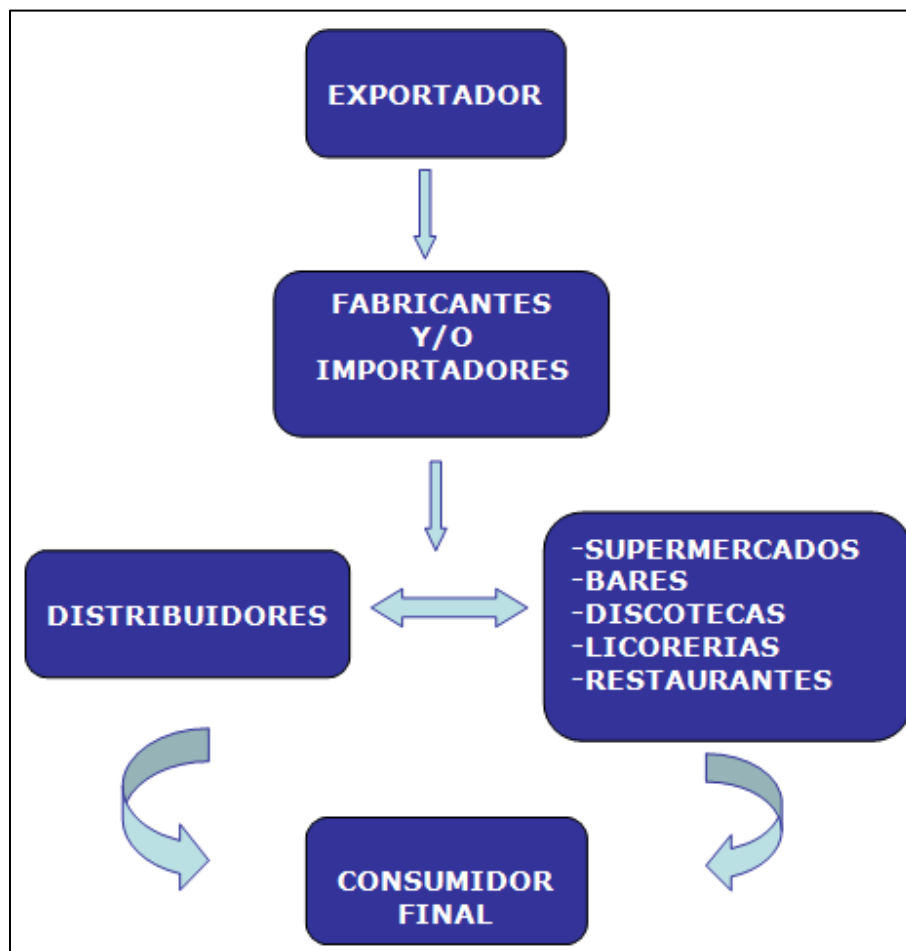 EXPORTADOR
FABRICANTES
Y/O
IMPORTADORES
DISTRIBUIDORES
-SUPERMERCADOS
-BARES
-DISCOTECAS
-LICORERIAS
-RESTAURANTES
CONSUMIDOR
FINAL